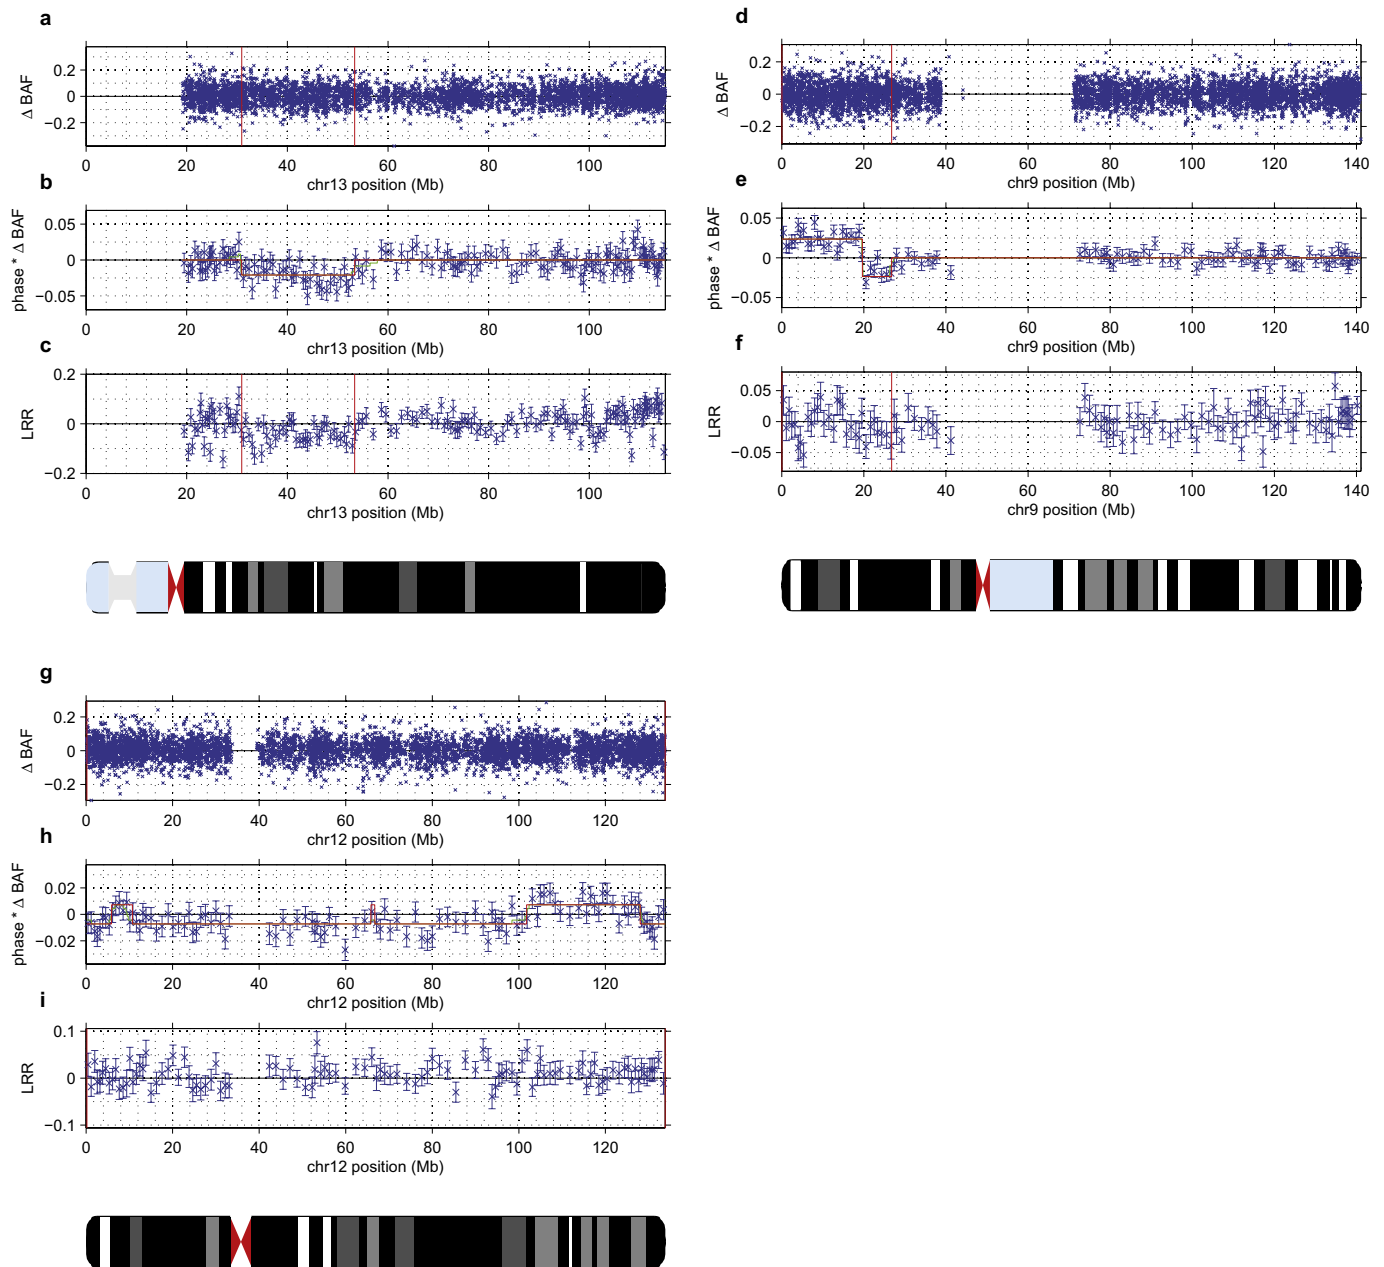 a
Δ BAF
0.2
0
−0.2
0 20 40 60 80 100
chr13 position (Mb)
b
phase * Δ BAF
0.05
0
−0.05
0 20 40 60 80 100
chr13 position (Mb)
c
LRR
0.2
0
−0.2
0 20 40 60 80 100
chr13 position (Mb)
d
Δ BAF
0.2
0
−0.2
0 20 40 60 80 100 120 140
chr9 position (Mb)
e
phase * Δ BAF
0.05
0
−0.05
0 20 40 60 80 100 120 140
chr9 position (Mb)
f
LRR
0.05
0
−0.05
0 20 40 60 80 100 120 140
chr9 position (Mb)
g
Δ BAF
0.2
0
−0.2
0 20 40 60 80 100 120
chr12 position (Mb)
h
phase * Δ BAF
0.02
0
−0.02
0 20 40 60 80 100 120
chr12 position (Mb)
i
LRR
0.1
0
−0.1
0 20 40 60 80 100 120
chr12 position (Mb)